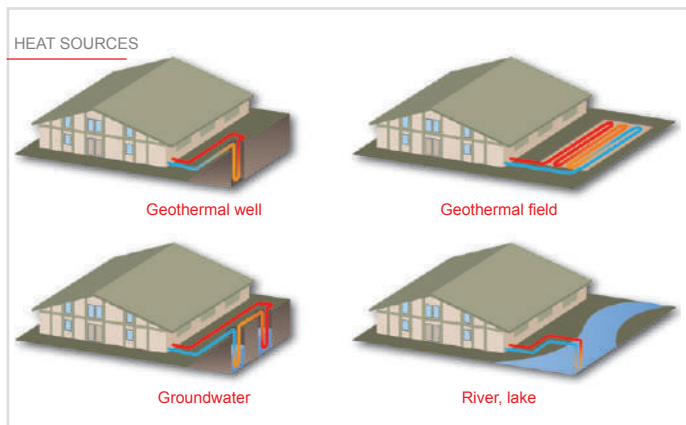 HEAT SOURCES
Geothermal well
Geothermal field
Groundwater
River, lake